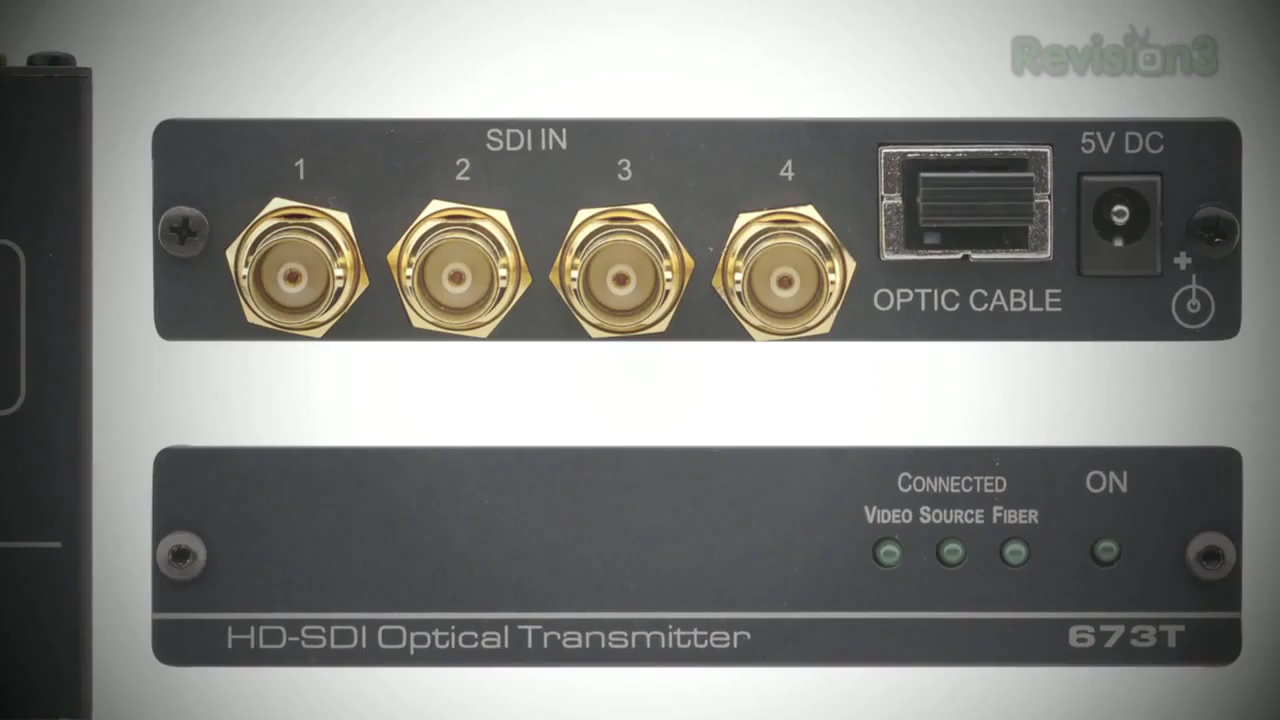 Revision3
SDI IN
1 2 3 4
5V DC
OPTIC CABLE
+
CONNECTED
VIDEO SOURCE FIBER
ON
HD-SDI Optical Transmitter
673T